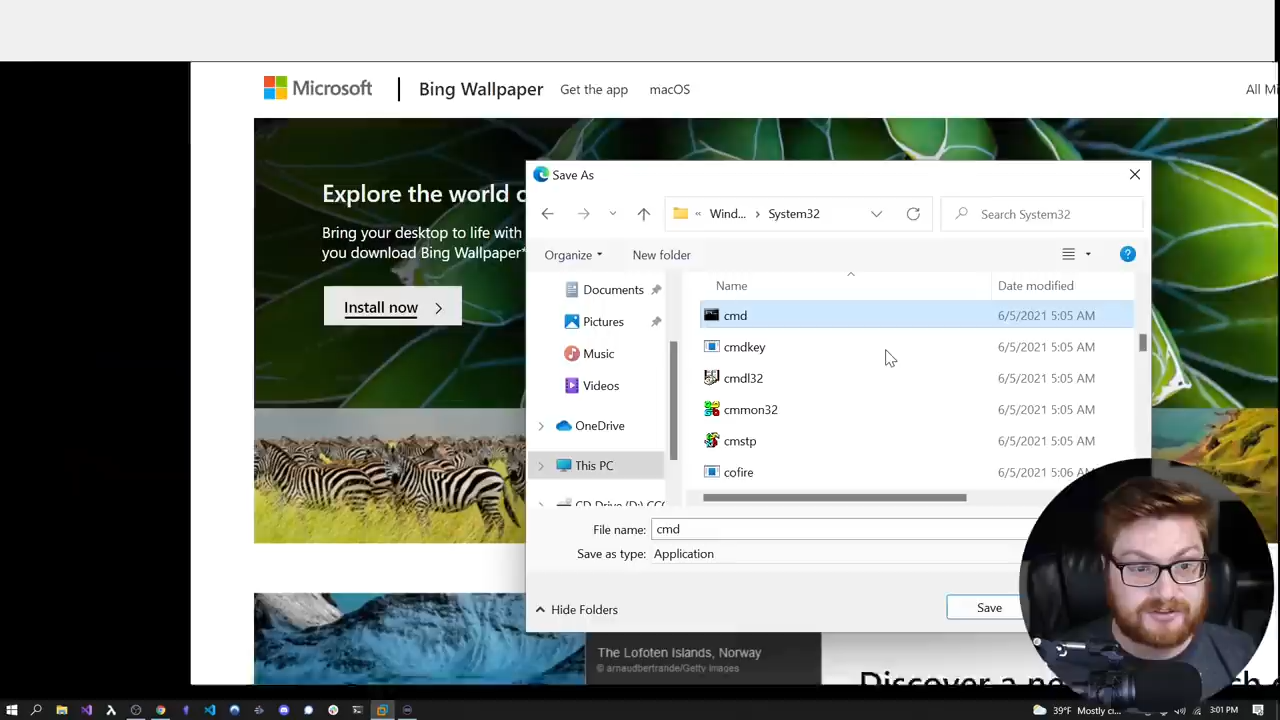 Microsoft
Bing Wallpaper
Get the app
macOS
All Mi
Explore the world o
Bring your desktop to life with
you download Bing Wallpaper*
Install now
Save As
« Wind... › System32
Search System32
Organize
New folder
Documents
Pictures
Music
Videos
OneDrive
This PC
Name
Date modified
cmd 6/5/2021 5:05 AM
cmdkey 6/5/2021 5:05 AM
cmdl32 6/5/2021 5:05 AM
cmmon32 6/5/2021 5:05 AM
cmstp 6/5/2021 5:05 AM
cofire 6/5/2021 5:06 AM
File name: cmd
Save as type: Application
Hide Folders
Save
The Lofoten Islands, Norway
© arnaudbertrande/Getty Images
39°F Mostly cl...
3:01 PM